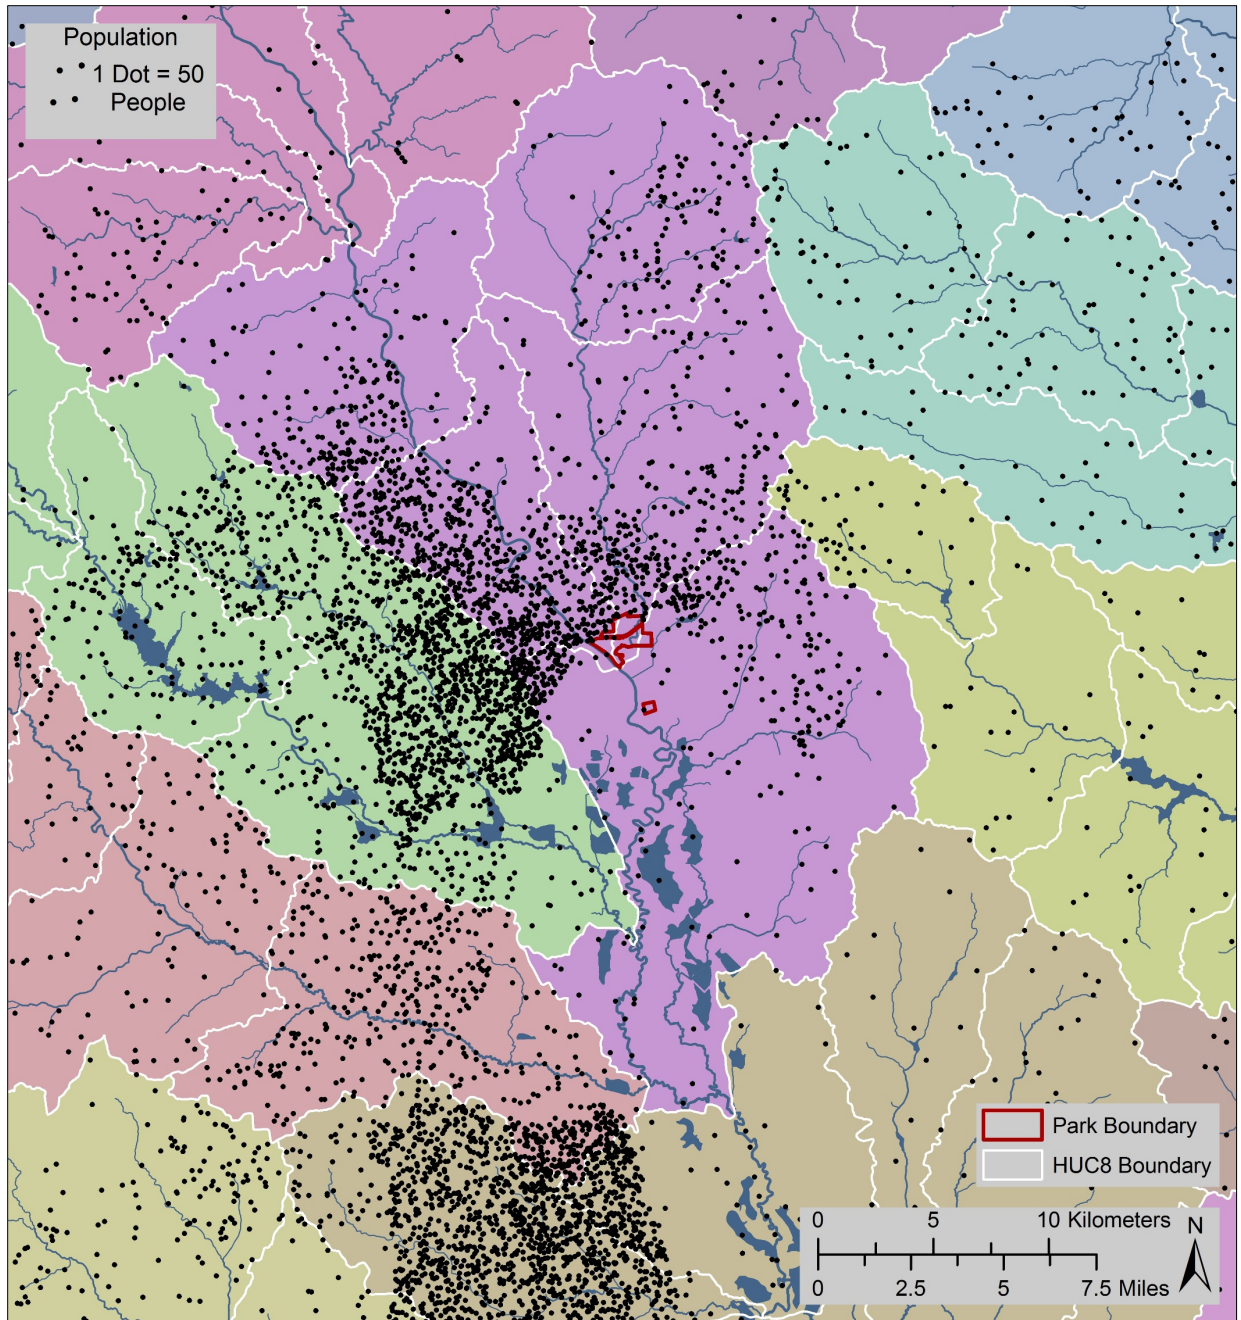 Population
1 Dot = 50
People
Park Boundary
HUC8 Boundary
0 5 10 Kilometers N
0 2.5 5 7.5 Miles